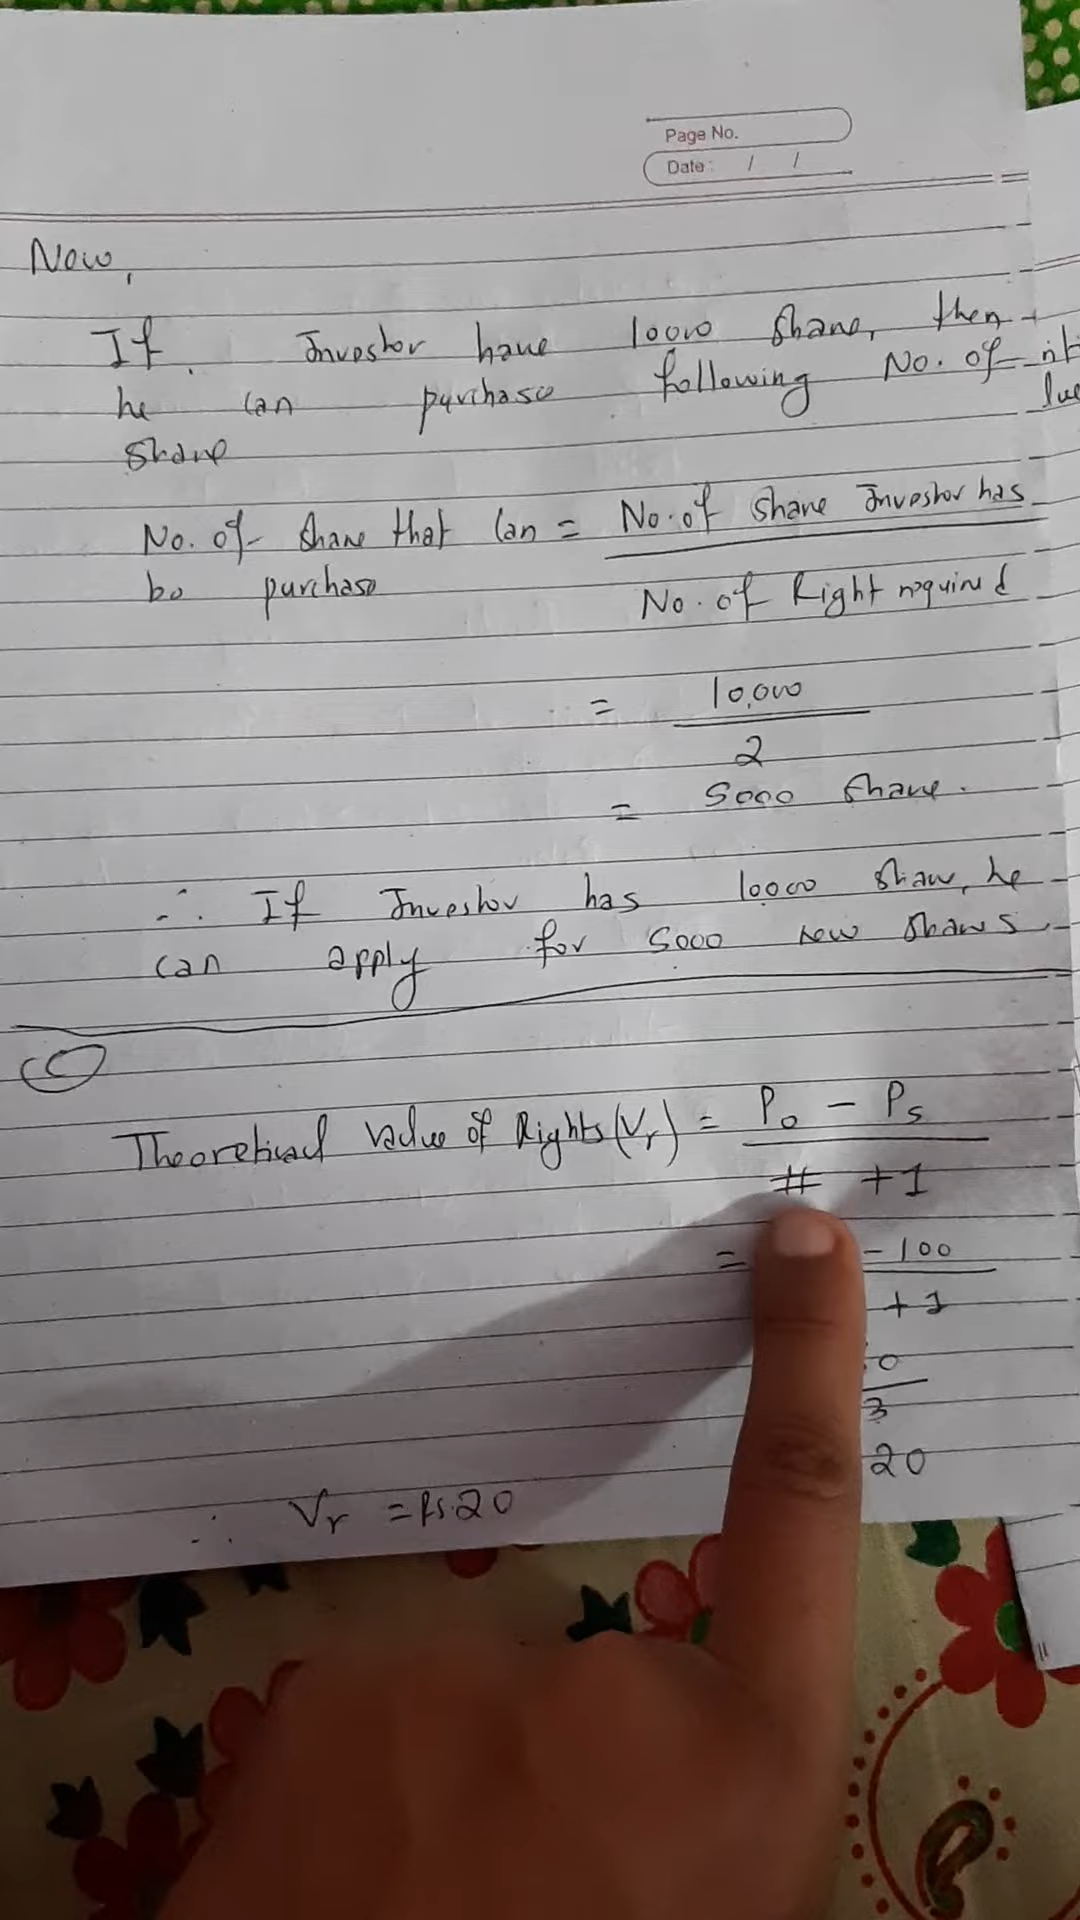 Page No.
Date: / /
Now,
If Investor have 10000 share, then
he can purchase following No. of
share
No. of share that can = No. of share Investor has
be purchase No. of Right required
= 10,000
2
= 5000 share.
∴ If Investor has 10000 share, he
can apply for 5000 new shares
C
Theoretical Value of Rights (Vr) = Po - Ps
# +1
= - 100
+ 1
0
3
20
∴ Vr = Rs.20